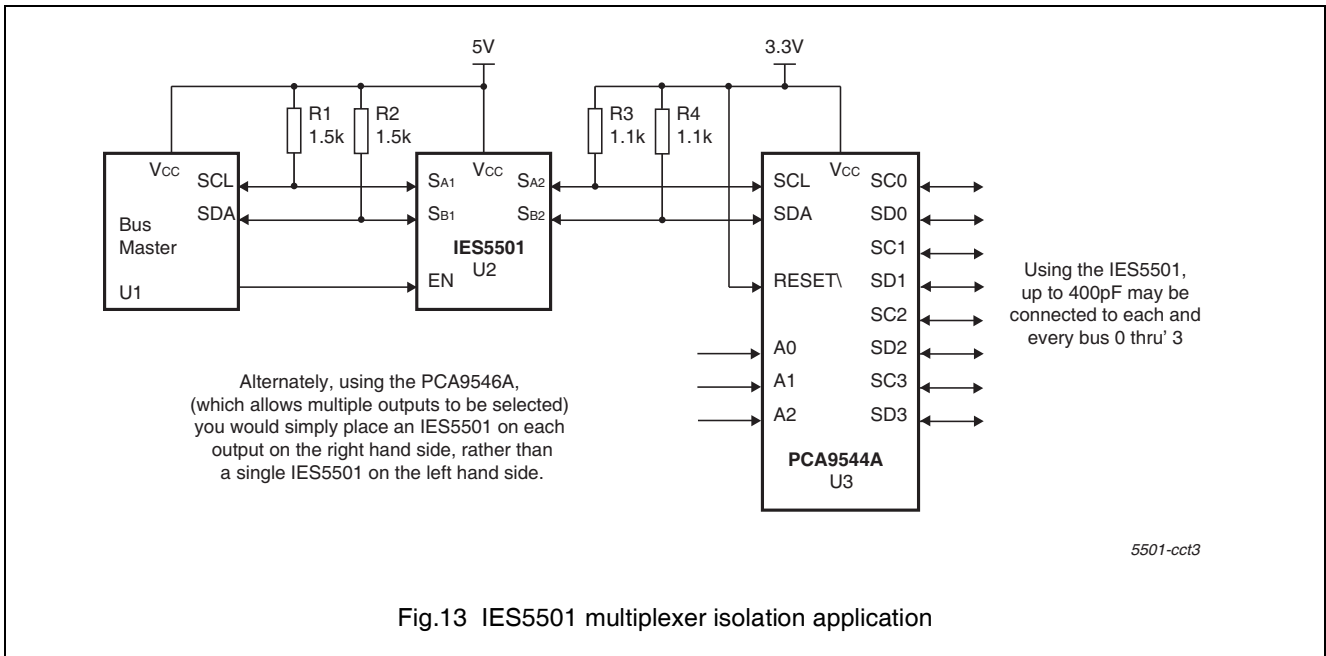 5V
3.3V
R1
1.5k
R2
1.5k
R3
1.1k
R4
1.1k
VCC
SCL
SDA
Bus
Master
U1
VCC
SA1
SB1
SA2
SB2
IES5501
U2
EN
VCC
SCL
SDA
RESET\
A0
A1
A2
SC0
SD0
SC1
SD1
SC2
SD2
SC3
SD3
PCA9544A
U3
Using the IES5501,
up to 400pF may be
connected to each and
every bus 0 thru' 3
Alternately, using the PCA9546A,
(which allows multiple outputs to be selected)
you would simply place an IES5501 on each
output on the right hand side, rather than
a single IES5501 on the left hand side.
5501-cct3
Fig.13 IES5501 multiplexer isolation application